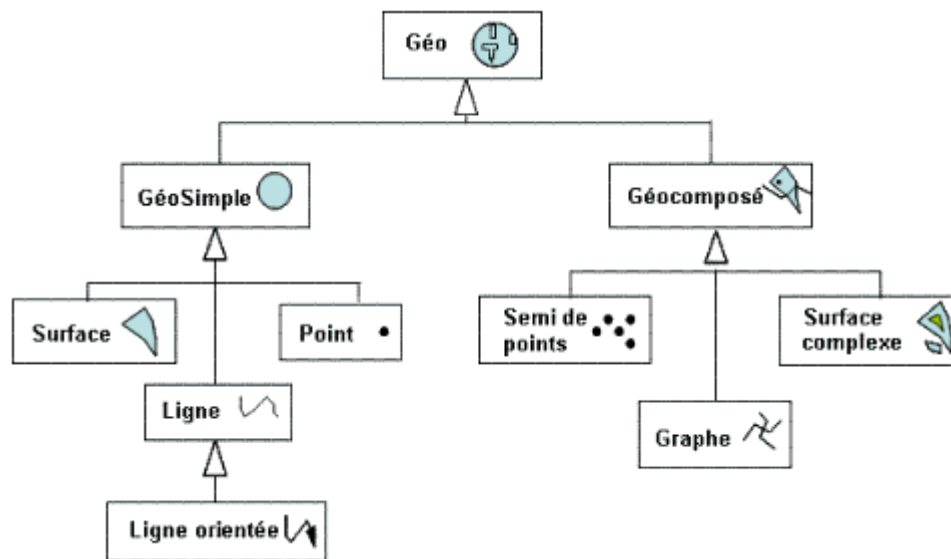 Géo
GéoSimple
Géocomposé
Surface
Point
Semi de
points
Surface
complexe
Ligne
Graphe
Ligne orientée